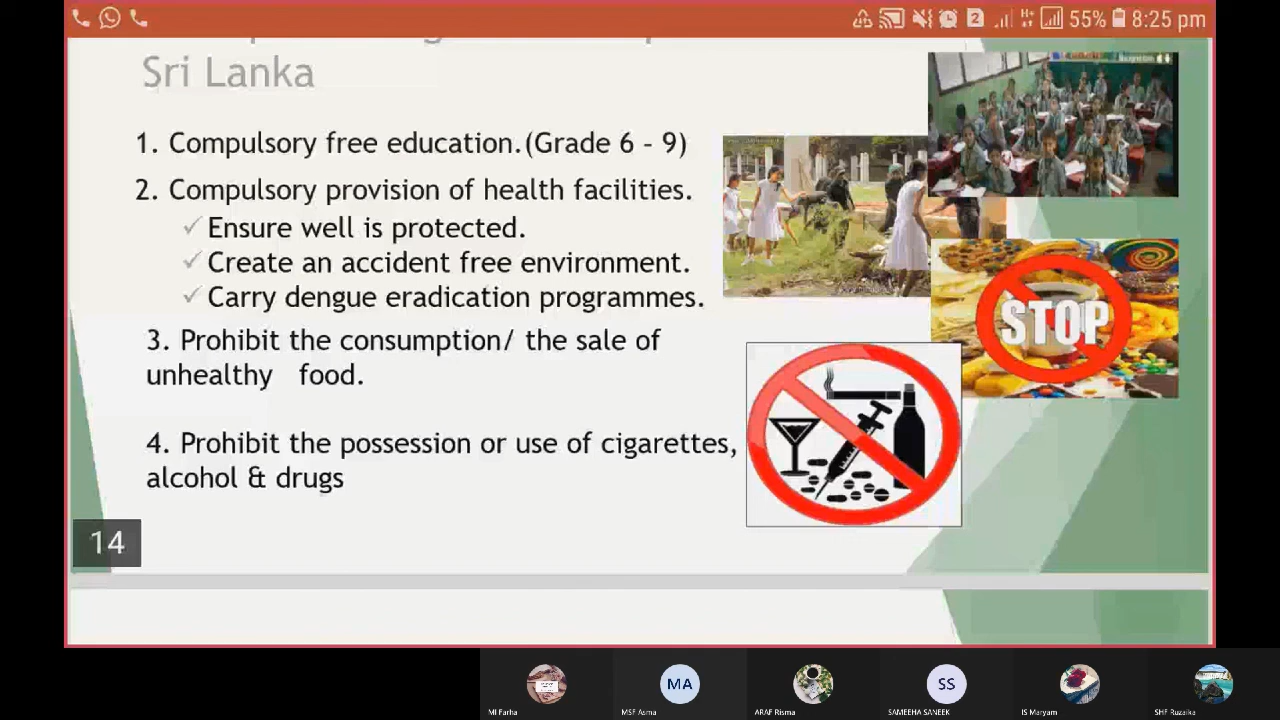 2 55% 8:25 pm
Sri Lanka
1. Compulsory free education.(Grade 6 – 9)
2. Compulsory provision of health facilities.
✓ Ensure well is protected.
✓ Create an accident free environment.
✓ Carry dengue eradication programmes.
3. Prohibit the consumption/ the sale of
unhealthy food.
4. Prohibit the possession or use of cigarettes,
alcohol & drugs
STOP
14
MA
SS
MI Farha
MSF Asma
ARAF Risma
SAMEEHA SANEEK
IS Maryam
SHF Ruzaika